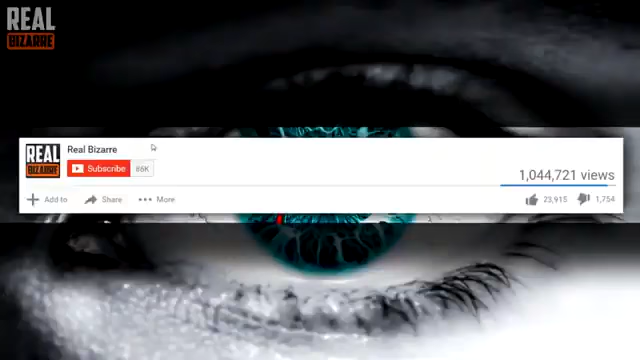 REAL
BIZARRE
REAL
BIZARRE
Real Bizarre
Subscribe 86K
1,044,721 views
Add to Share More
23,915 1,754